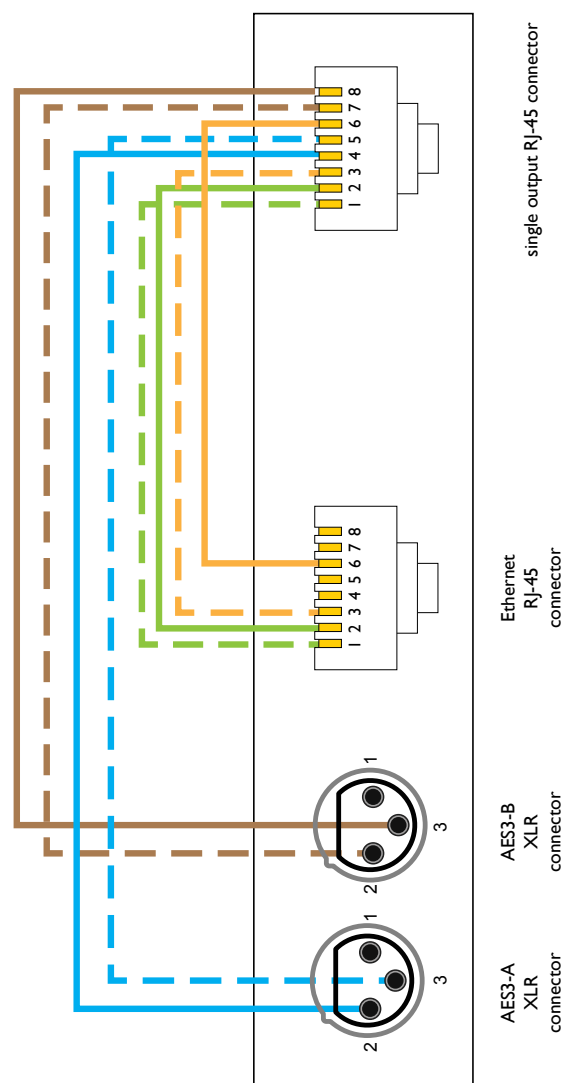 single output RJ-45 connector
8
7
6
5
4
3
2
1
Ethernet
RJ-45
connector
8
7
6
5
4
3
2
1
AES3-B
XLR
connector
1
2
3
AES3-A
XLR
connector
1
2
3